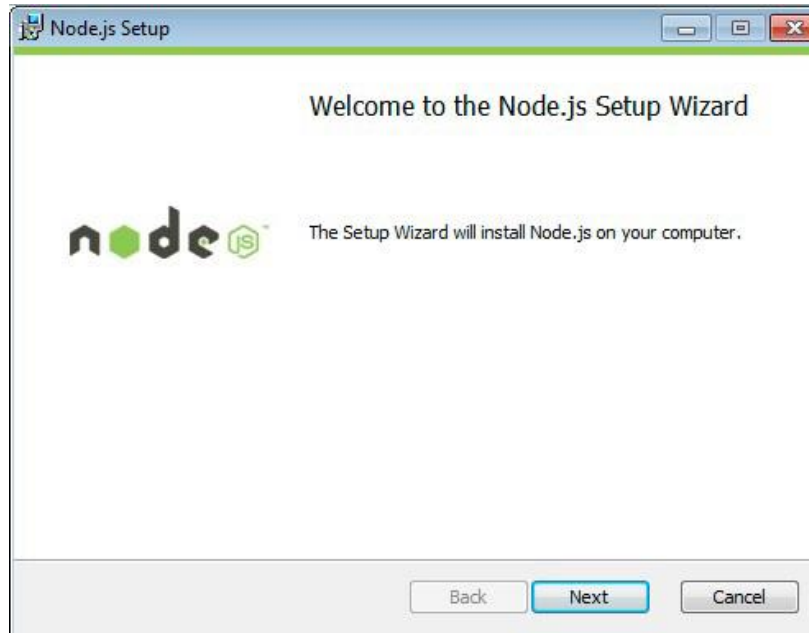 Node.js Setup
Welcome to the Node.js Setup Wizard
node JS™
The Setup Wizard will install Node.js on your computer.
Back
Next
Cancel